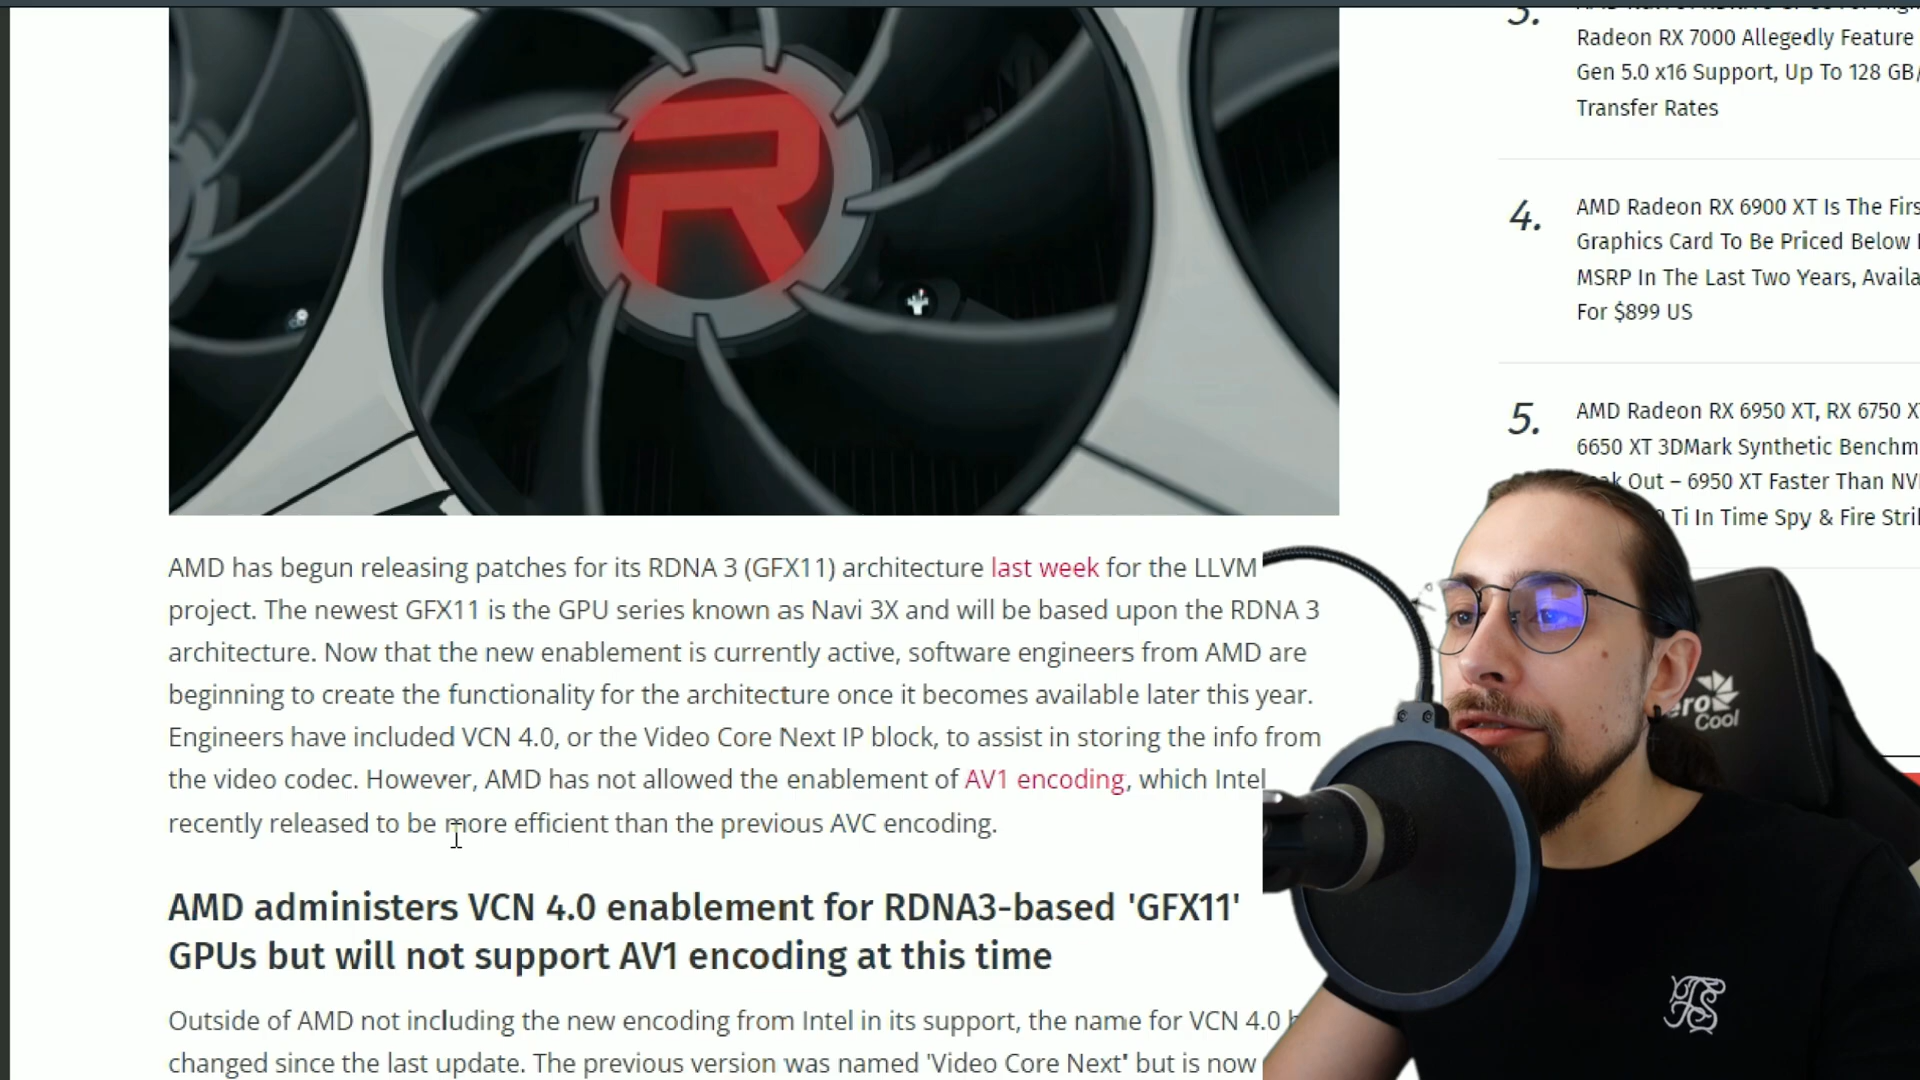 R
AMD has begun releasing patches for its RDNA 3 (GFX11) architecture last week for the LLVM
project. The newest GFX11 is the GPU series known as Navi 3X and will be based upon the RDNA 3
architecture. Now that the new enablement is currently active, software engineers from AMD are
beginning to create the functionality for the architecture once it becomes available later this year.
Engineers have included VCN 4.0, or the Video Core Next IP block, to assist in storing the info from
the video codec. However, AMD has not allowed the enablement of AV1 encoding, which Intel
recently released to be more efficient than the previous AVC encoding.
AMD administers VCN 4.0 enablement for RDNA3-based 'GFX11'
GPUs but will not support AV1 encoding at this time
Outside of AMD not including the new encoding from Intel in its support, the name for VCN 4.0
changed since the last update. The previous version was named 'Video Core Next' but is now
3.
Radeon RX 7000 Allegedly Feature
Gen 5.0 x16 Support, Up To 128 GB/
Transfer Rates
4.
AMD Radeon RX 6900 XT Is The Firs
Graphics Card To Be Priced Below
MSRP In The Last Two Years, Availa
For $899 US
5.
AMD Radeon RX 6950 XT, RX 6750 X
6650 XT 3DMark Synthetic Benchm
Out – 6950 XT Faster Than NV
Ti In Time Spy & Fire Stri
ero
Cool